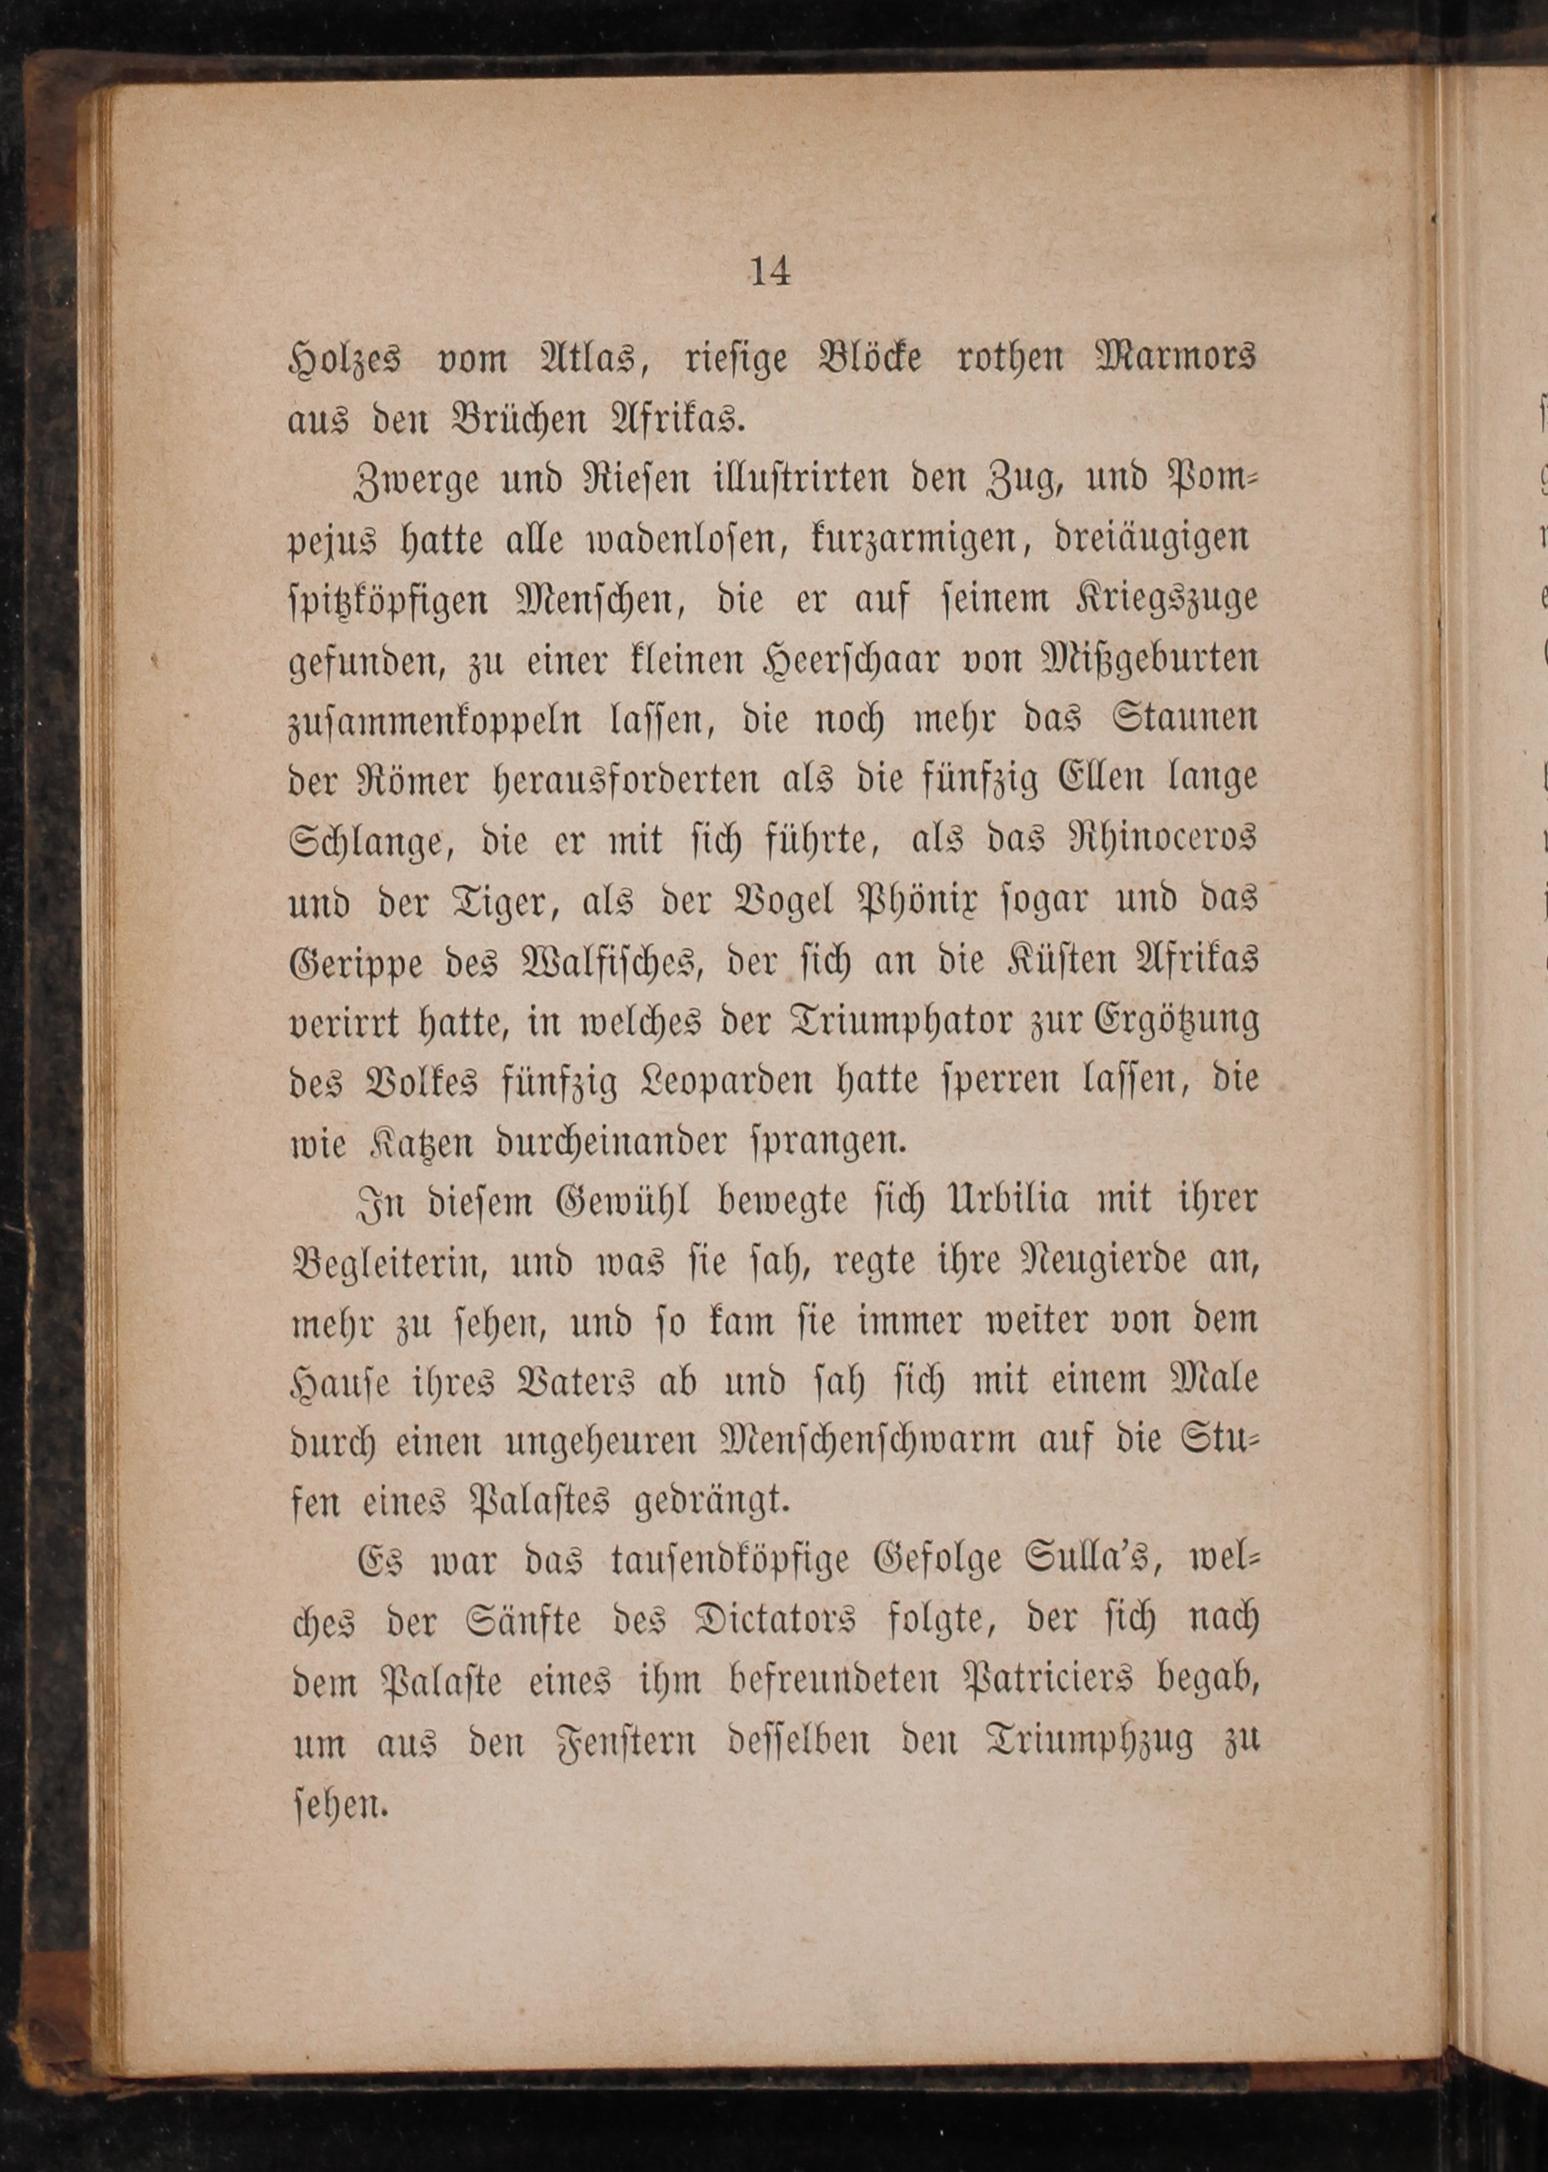 14
Holzes vom Atlas, rieſige Blöcke rothen Marmors
aus den Brüchen Afrikas.
Zwerge und Rieſen illuſtrirten den Zug, und Pom⸗
pejus hatte alle wadenloſen, kurzarmigen, dreiäugigen
ſpitzköpfigen Menſchen, die er auf ſeinem Kriegszuge
gefunden, zu einer kleinen Heerſchaar von Mißgeburten
zuſammenkoppeln laſſen, die noch mehr das Staunen
der Römer herausforderten als die fünfzig Ellen lange
Schlange, die er mit ſich führte, als das Rhinoceros
und der Tiger, als der Vogel Phönix ſogar und das
Gerippe des Walfiſches, der ſich an die Küſten Afrikas
verirrt hatte, in welches der Triumphator zur Ergötzung
des Volkes fünfzig Leoparden hatte ſperren laſſen, die
wie Katzen durcheinander ſprangen.
In dieſem Gewühl bewegte ſich Urbilia mit ihrer
Begleiterin, und was ſie ſah, regte ihre Neugierde an,
mehr zu ſehen, und ſo kam ſie immer weiter von dem
Hauſe ihres Vaters ab und ſah ſich mit einem Male
durch einen ungeheuren Menſchenſchwarm auf die Stu⸗
fen eines Palaſtes gedrängt.
Es war das tauſendköpfige Gefolge Sulla's, wel⸗
ches der Sänfte des Dictators folgte, der ſich nach
dem Palaſte eines ihm befreundeten Patriciers begab,
um aus den Fenſtern deſſelben den Triumphzug zu
ſehen.